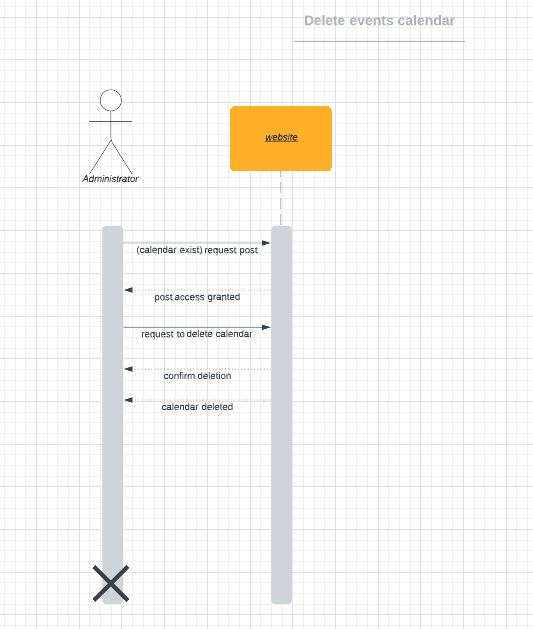 Delete events calendar
website
Administrator
(calendar exist) request post
post access granted
request to delete calendar
confirm deletion
calendar deleted